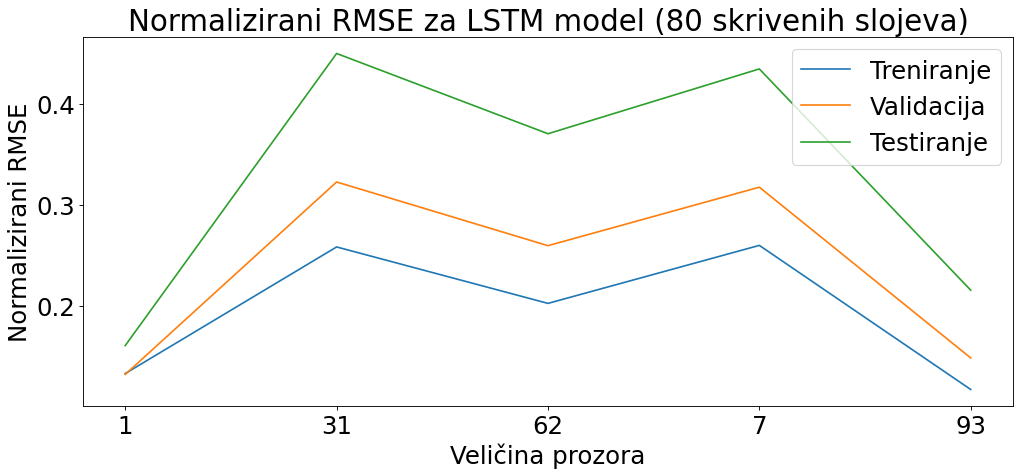 Normalizirani RMSE za LSTM model (80 skrivenih slojeva)
Normalizirani RMSE
0.4
0.3
0.2
Treniranje
Validacija
Testiranje
1 31 62 7 93
Veličina prozora